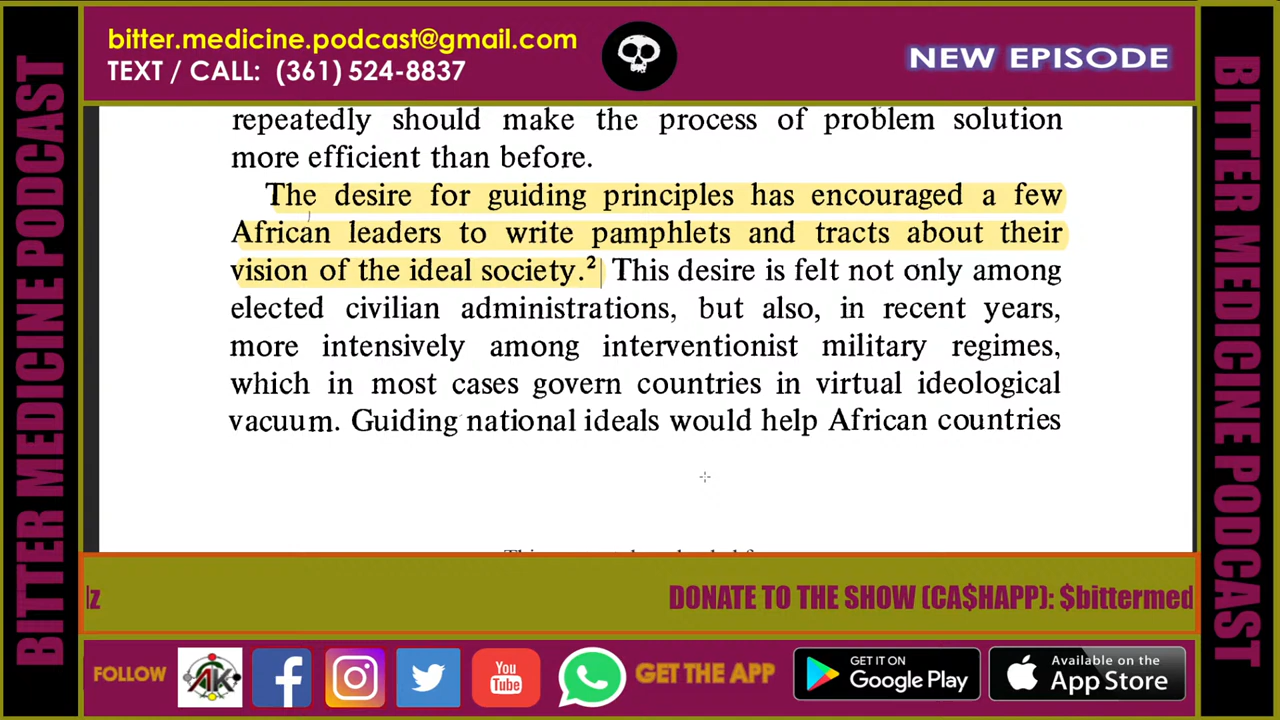 bitter.medicine.podcast@gmail.com
TEXT / CALL: (361) 524-8837
NEW EPISODE
BITTER MEDICINE PODCAST
BITTER MEDICINE PODCAST
repeatedly should make the process of problem solution
more efficient than before.
The desire for guiding principles has encouraged a few
African leaders to write pamphlets and tracts about their
vision of the ideal society.²
This desire is felt not only among
elected civilian administrations, but also, in recent years,
more intensively among interventionist military regimes,
which in most cases govern countries in virtual ideological
vacuum. Guiding national ideals would help African countries
z
DONATE TO THE SHOW (CA$HAPP): $bittermed
FOLLOW
ATK
You
Tube
GET THE APP
GET IT ON
Google Play
Available on the
App Store